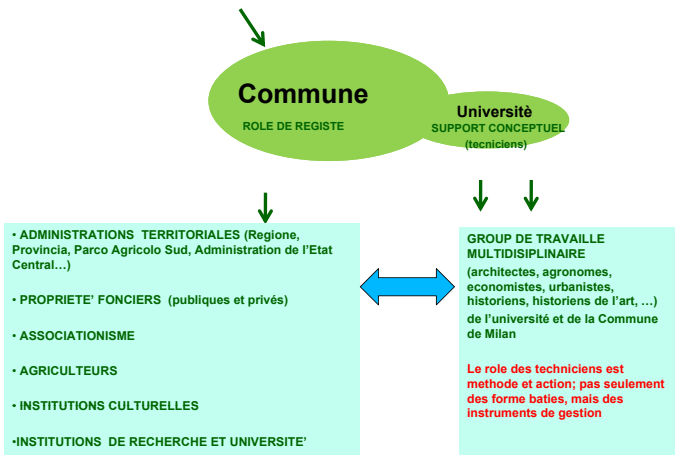 Commune
ROLE DE REGISTE
Universitè
SUPPORT CONCEPTUEL
(tecniciens)
• ADMINISTRATIONS TERRITORIALES (Regione,
Provincia, Parco Agricolo Sud, Administration de l'Etat
Central…)
• PROPRIETE' FONCIERS (publiques et privés)
• ASSOCIATIONISME
• AGRICULTEURS
• INSTITUTIONS CULTURELLES
•INSTITUTIONS DE RECHERCHE ET UNIVERSITE'
GROUP DE TRAVAILLE
MULTIDISIPLINAIRE
(architectes, agronomes,
economistes, urbanistes,
historiens, historiens de l'art, …)
de l'université et de la Commune
de Milan
Le role des techniciens est
methode et action; pas seulement
des forme baties, mais des
instruments de gestion